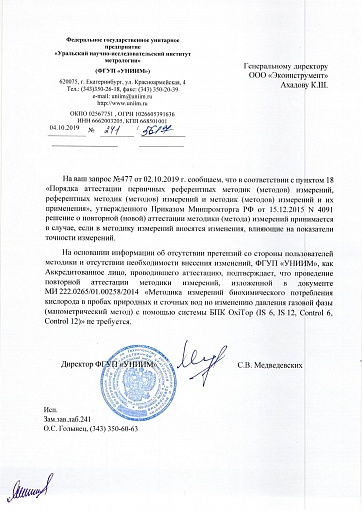 Федеральное государственное унитарное
предприятие
«Уральский научно-исследовательский институт
метрологии»
(ФГУП «УНИИМ»)
620075, г. Екатеринбург, ул. Красноармейская, 4
Тел.: (343)350-26-18, факс: (343) 350-20-39
e-mail: uniim@uniim.ru
http://www.uniim.ru
ОКПО 02567751 , ОГРН 1026605391636
ИНН 6662003205, КПП 668501001
04.10.2019 № 241
Генеральному директору
ООО «Экоинструмент»
Ахадову К.Ш.
На ваш запрос №477 от 02.10.2019 г. сообщаем, что в соответствии с пунктом 18
«Порядка аттестации первичных референтных методик (методов) измерений,
референтных методик (методов) измерений и методик (методов) измерений и их
применения», утвержденного Приказом Минпромторга РФ от 15.12.2015 N 4091
решение о повторной (новой) аттестации методики (метода) измерений принимается
в случае, если в методику измерений вносятся изменения, влияющие на показатели
точности измерений.
На основании информации об отсутствии претензий со стороны пользователей
методики и отсутствии необходимости внесения изменений, ФГУП «УНИИМ», как
Аккредитованное лицо, проводившего аттестацию, подтверждает, что проведение
повторной аттестации методики измерений, изложенной в документе
МИ 222.0265/01.00258/2014 «Методика измерений биохимического потребления
кислорода в пробах природных и сточных вод по изменению давления газовой фазы
(манометрический метод) с помощью системы БПК OxiTop (IS 6, IS 12, Control 6,
Control 12)» не требуется.
Директор ФГУП «УНИИМ»
С.В. Медведевских
Исп.
Зам.зав.лаб.241
О.С. Голынец, (343) 350-60-63